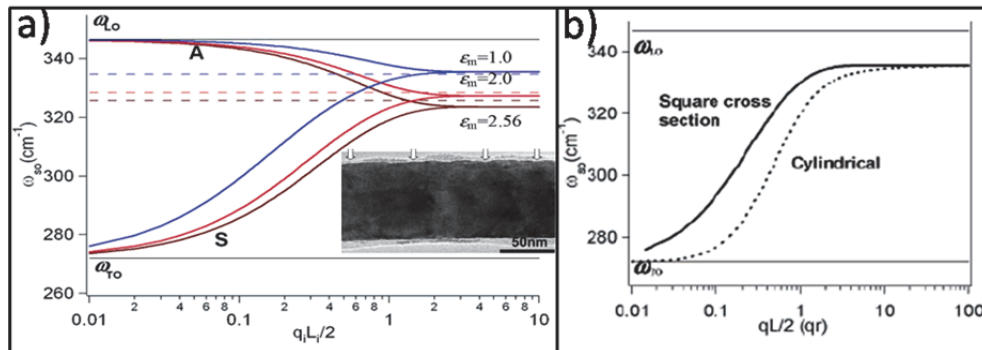 a)
ω_LO
340
320
300
280
260
ω_so(cm⁻¹)
A
S
ε_m=1.0
ε_m=2.0
ε_m=2.56
50nm
ω_TO
0.01
2
4
6
8
0.1
2
4
6
8
1
2
4
6
8
10
q_iL_i/2
b)
ω_LO
340
320
300
280
ω_so(cm⁻¹)
Square cross
section
Cylindrical
ω_TO
0.01
0.1
1
10
100
qL/2 (qr)